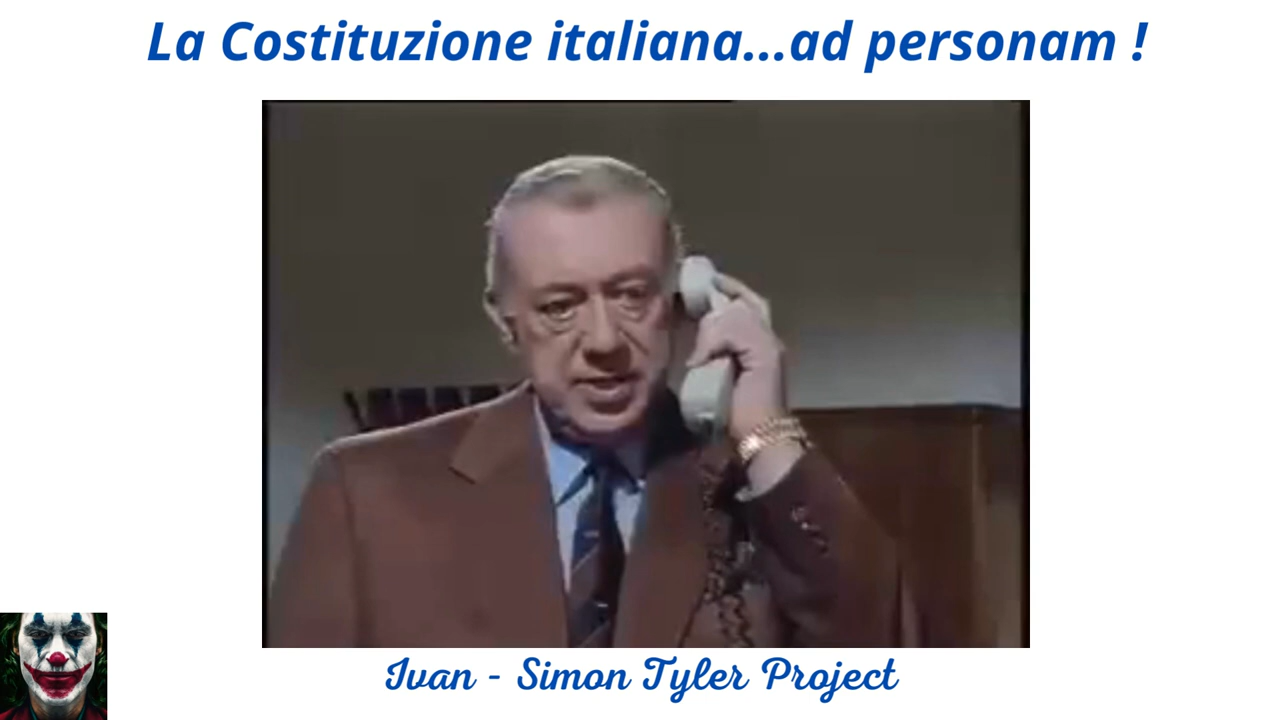 La Costituzione italiana...ad personam !
Ivan - Simon Tyler Project